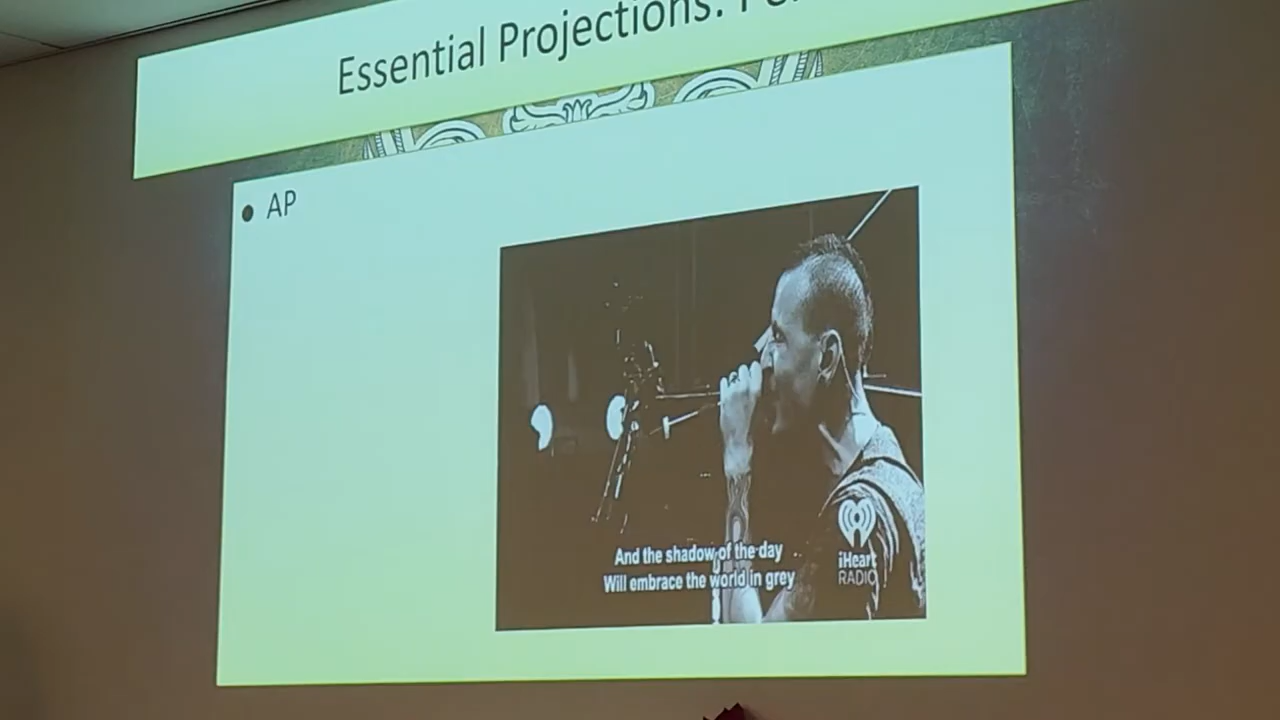 Essential Projections:
AP
And the shadow of the day
Will embrace the world in grey
iHeart
RADIO